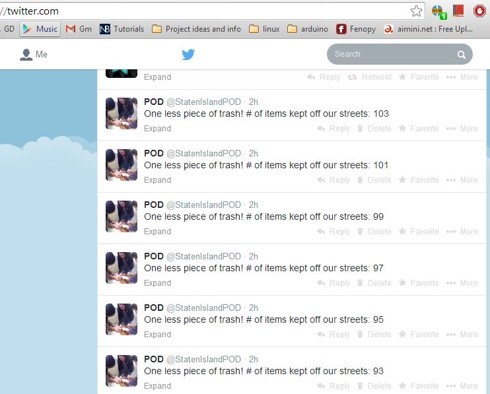 //twitter.com
GD Music Gm Tutorials Project ideas and info linux arduino Fenopy aimini.net : Free Upl...
Me Search
Expand Reply Retweet Favorite More
POD @StatenIslandPOD · 2h
One less piece of trash! # of items kept off our streets: 103
Expand Reply Delete Favorite More
POD @StatenIslandPOD · 2h
One less piece of trash! # of items kept off our streets: 101
Expand Reply Delete Favorite More
POD @StatenIslandPOD · 2h
One less piece of trash! # of items kept off our streets: 99
Expand Reply Delete Favorite More
POD @StatenIslandPOD · 2h
One less piece of trash! # of items kept off our streets: 97
Expand Reply Delete Favorite More
POD @StatenIslandPOD · 2h
One less piece of trash! # of items kept off our streets: 95
Expand Reply Delete Favorite More
POD @StatenIslandPOD · 2h
One less piece of trash! # of items kept off our streets: 93
Expand Reply Delete Favorite More